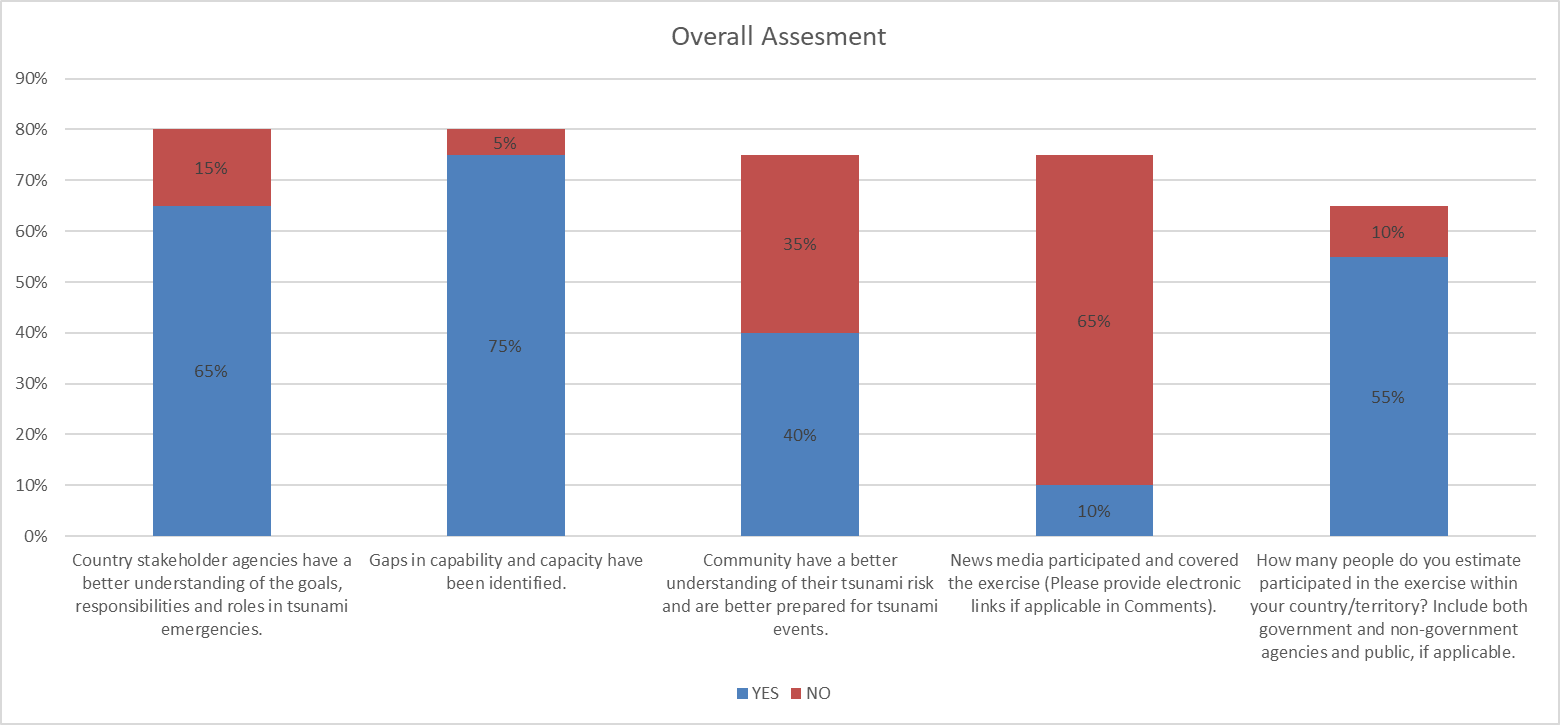 Overall Assesment
90%
80%
70%
60%
50%
40%
30%
20%
10%
0%
15%
65%
5%
75%
35%
40%
65%
10%
10%
55%
Country stakeholder agencies have a
better understanding of the goals,
responsibilities and roles in tsunami
emergencies.
Gaps in capability and capacity have
been identified.
Community have a better
understanding of their tsunami risk
and are better prepared for tsunami
events.
News media participated and covered
the exercise (Please provide electronic
links if applicable in Comments).
How many people do you estimate
participated in the exercise within
your country/territory? Include both
government and non-government
agencies and public, if applicable.
YES
NO